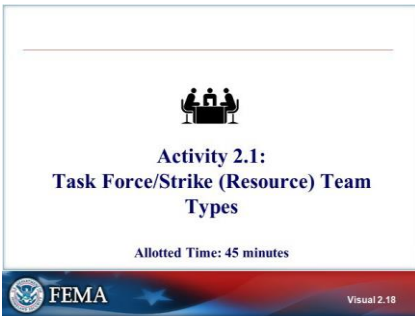 Activity 2.1:
Task Force/Strike (Resource) Team
Types
Allotted Time: 45 minutes
FEMA
Visual 2.18